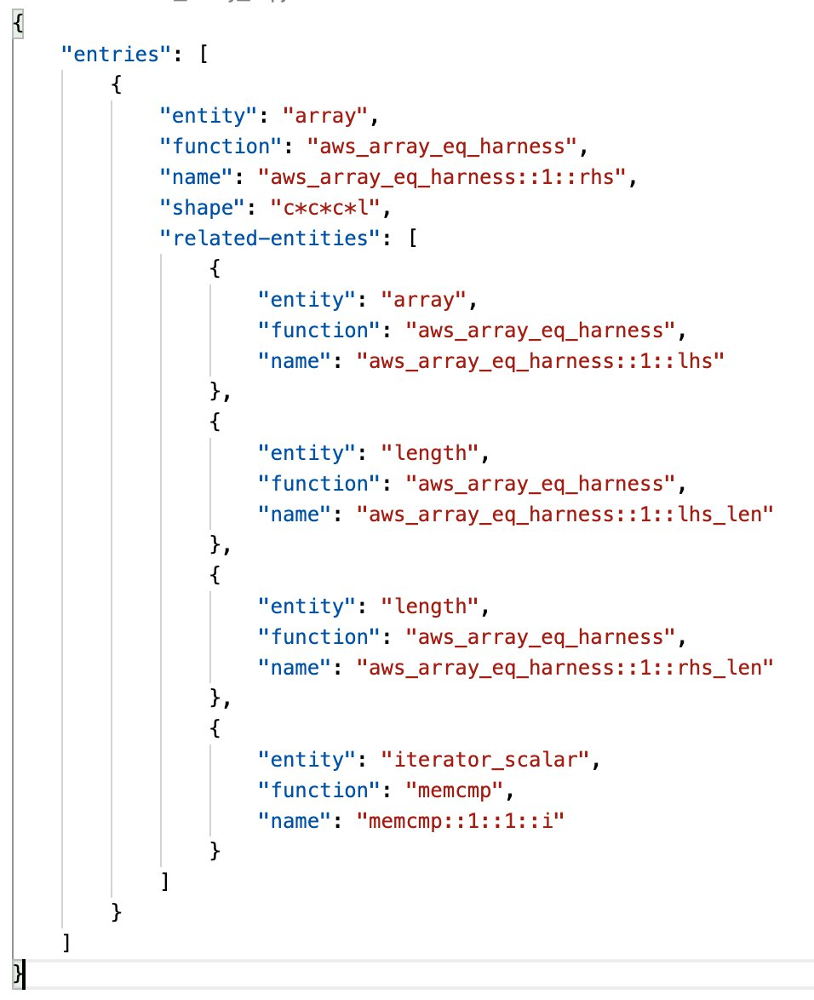 {
    "entries": [
        {
            "entity": "array",
            "function": "aws_array_eq_harness",
            "name": "aws_array_eq_harness::1::rhs",
            "shape": "c*c*c*l",
            "related-entities": [
                {
                    "entity": "array",
                    "function": "aws_array_eq_harness",
                    "name": "aws_array_eq_harness::1::lhs"
                },
                {
                    "entity": "length",
                    "function": "aws_array_eq_harness",
                    "name": "aws_array_eq_harness::1::lhs_len"
                },
                {
                    "entity": "length",
                    "function": "aws_array_eq_harness",
                    "name": "aws_array_eq_harness::1::rhs_len"
                },
                {
                    "entity": "iterator_scalar",
                    "function": "memcmp",
                    "name": "memcmp::1::1::i"
                }
            ]
        }
    ]
}